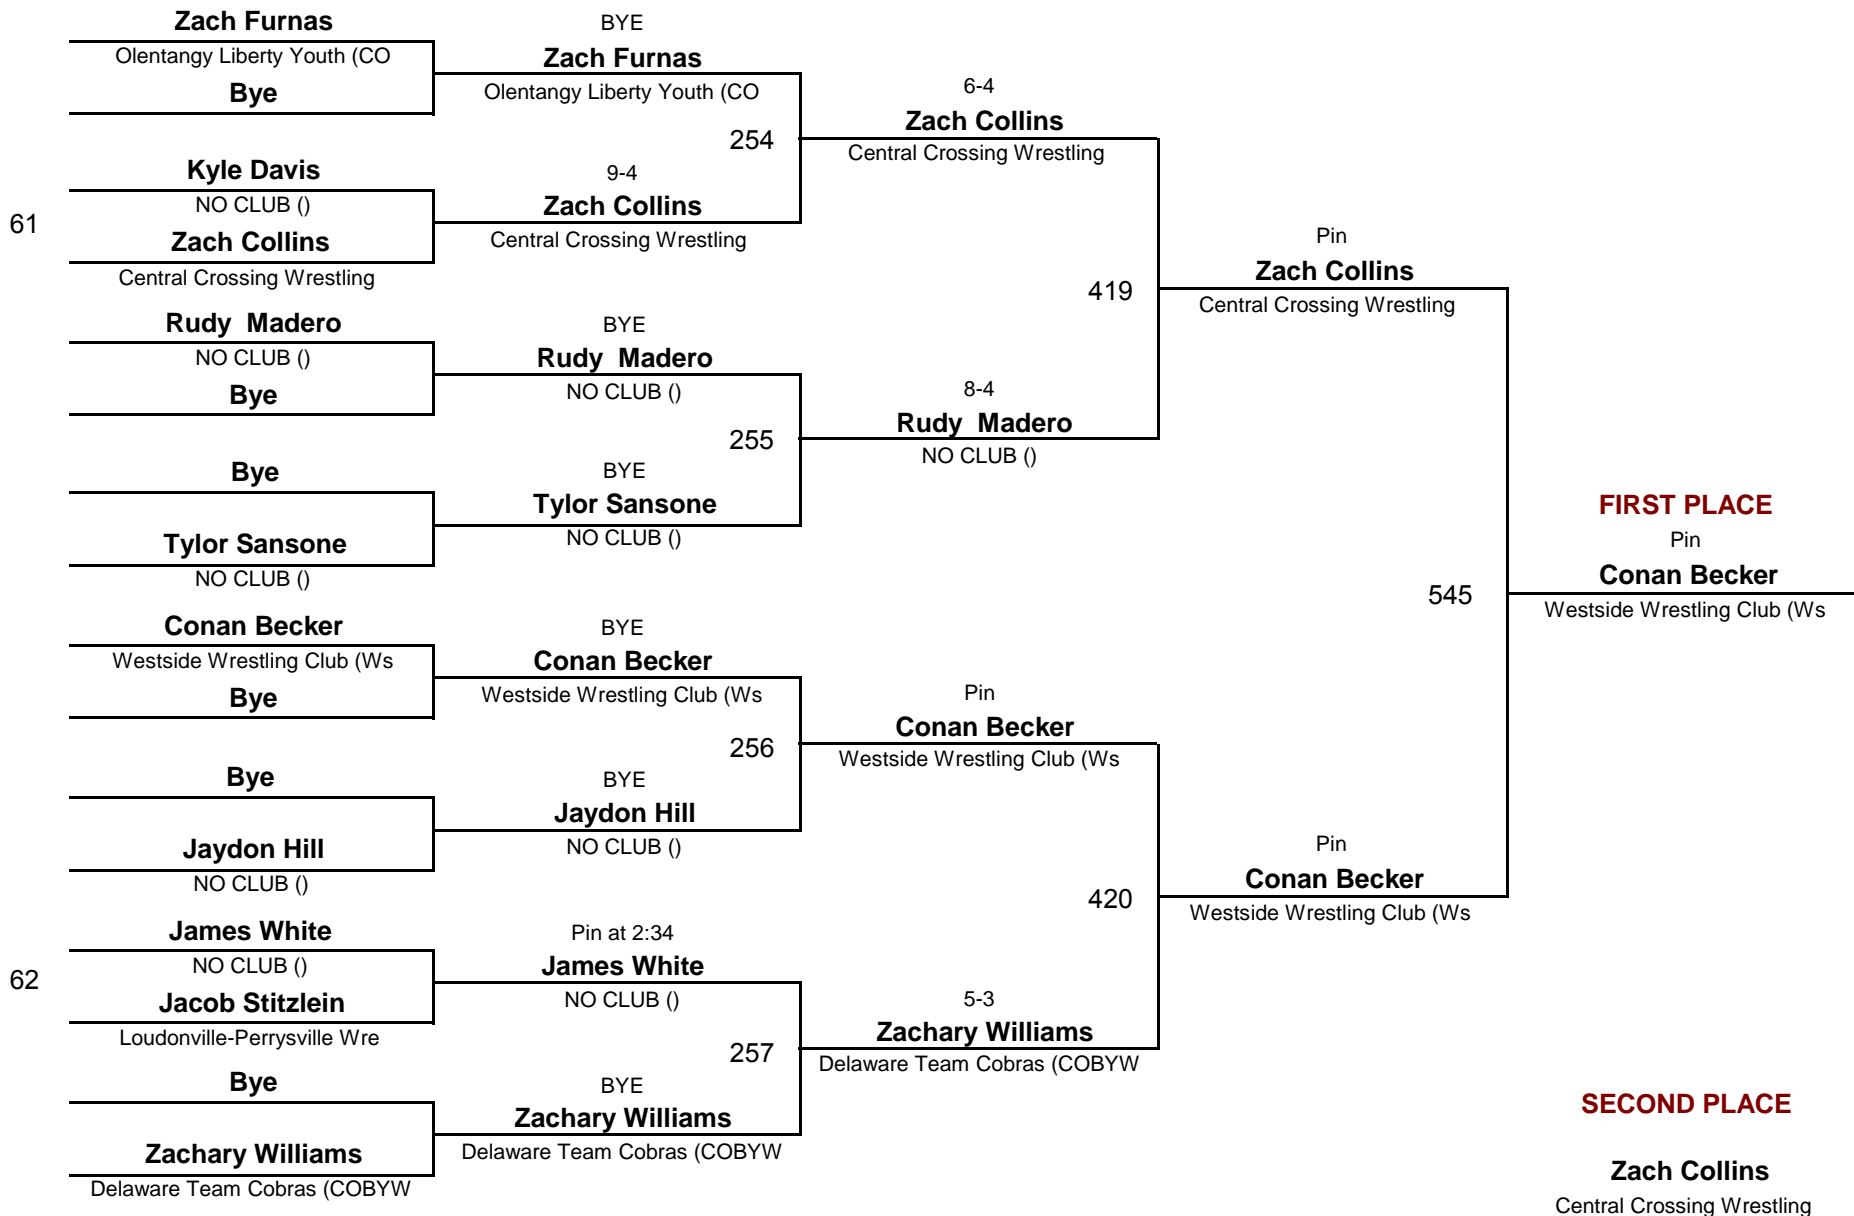 Zach Furnas
Olentangy Liberty Youth (CO
Bye
61
Kyle Davis
NO CLUB ()
Zach Collins
Central Crossing Wrestling
Rudy  Madero
NO CLUB ()
Bye
Bye
Tylor Sansone
NO CLUB ()
Conan Becker
Westside Wrestling Club (Ws
Bye
Bye
Jaydon Hill
NO CLUB ()
62
James White
NO CLUB ()
Jacob Stitzlein
Loudonville-Perrysville Wre
Bye
Zachary Williams
Delaware Team Cobras (COBYW
BYE
Zach Furnas
Olentangy Liberty Youth (CO
254
9-4
Zach Collins
Central Crossing Wrestling
BYE
Rudy  Madero
NO CLUB ()
255
BYE
Tylor Sansone
NO CLUB ()
BYE
Conan Becker
Westside Wrestling Club (Ws
256
BYE
Jaydon Hill
NO CLUB ()
Pin at 2:34
James White
NO CLUB ()
257
BYE
Zachary Williams
Delaware Team Cobras (COBYW
6-4
Zach Collins
Central Crossing Wrestling
419
8-4
Rudy  Madero
NO CLUB ()
Pin
Conan Becker
Westside Wrestling Club (Ws
420
5-3
Zachary Williams
Delaware Team Cobras (COBYW
Pin
Zach Collins
Central Crossing Wrestling
545
Pin
Conan Becker
Westside Wrestling Club (Ws
FIRST PLACE
Pin
Conan Becker
Westside Wrestling Club (Ws
SECOND PLACE
Zach Collins
Central Crossing Wrestling